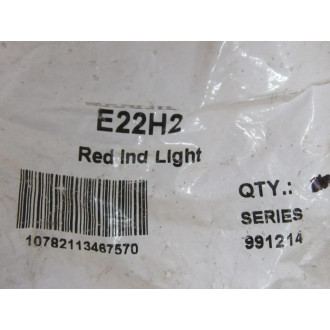 E22H2
Red Ind Light
QTY.:
SERIES
10782113467570
991214